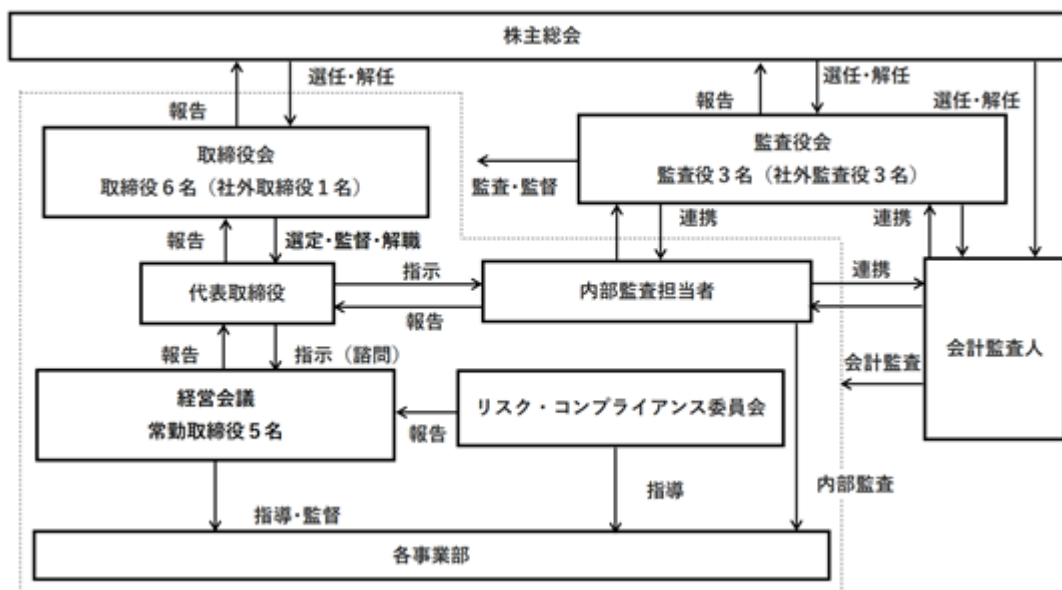 株主総会
選任・解任
報告
選任・解任
報告
選任・解任
取締役会
取締役6名（社外取締役1名）
監査役会
監査役3名（社外監査役3名）
監査・監督
報告
選定・監督・解職
連携
連携
代表取締役
指示
報告
内部監査担当者
連携
会計監査人
報告
指示（諮問）
会計監査
経営会議
常勤取締役5名
報告
リスク・コンプライアンス委員会
指導・監督
指導
内部監査
各事業部